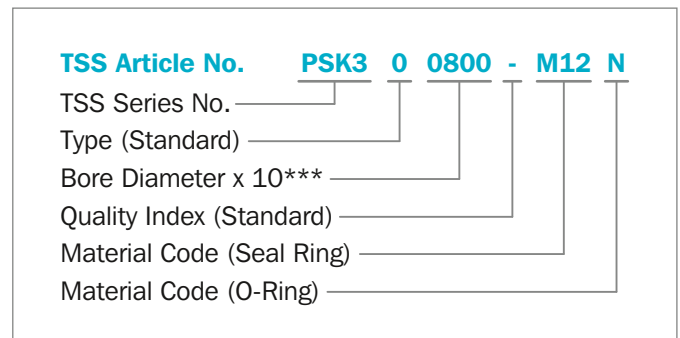 TSS Article No. PSK3 0 0800 - M12 N
TSS Series No.
Type (Standard)
Bore Diameter x 10***
Quality Index (Standard)
Material Code (Seal Ring)
Material Code (O-Ring)